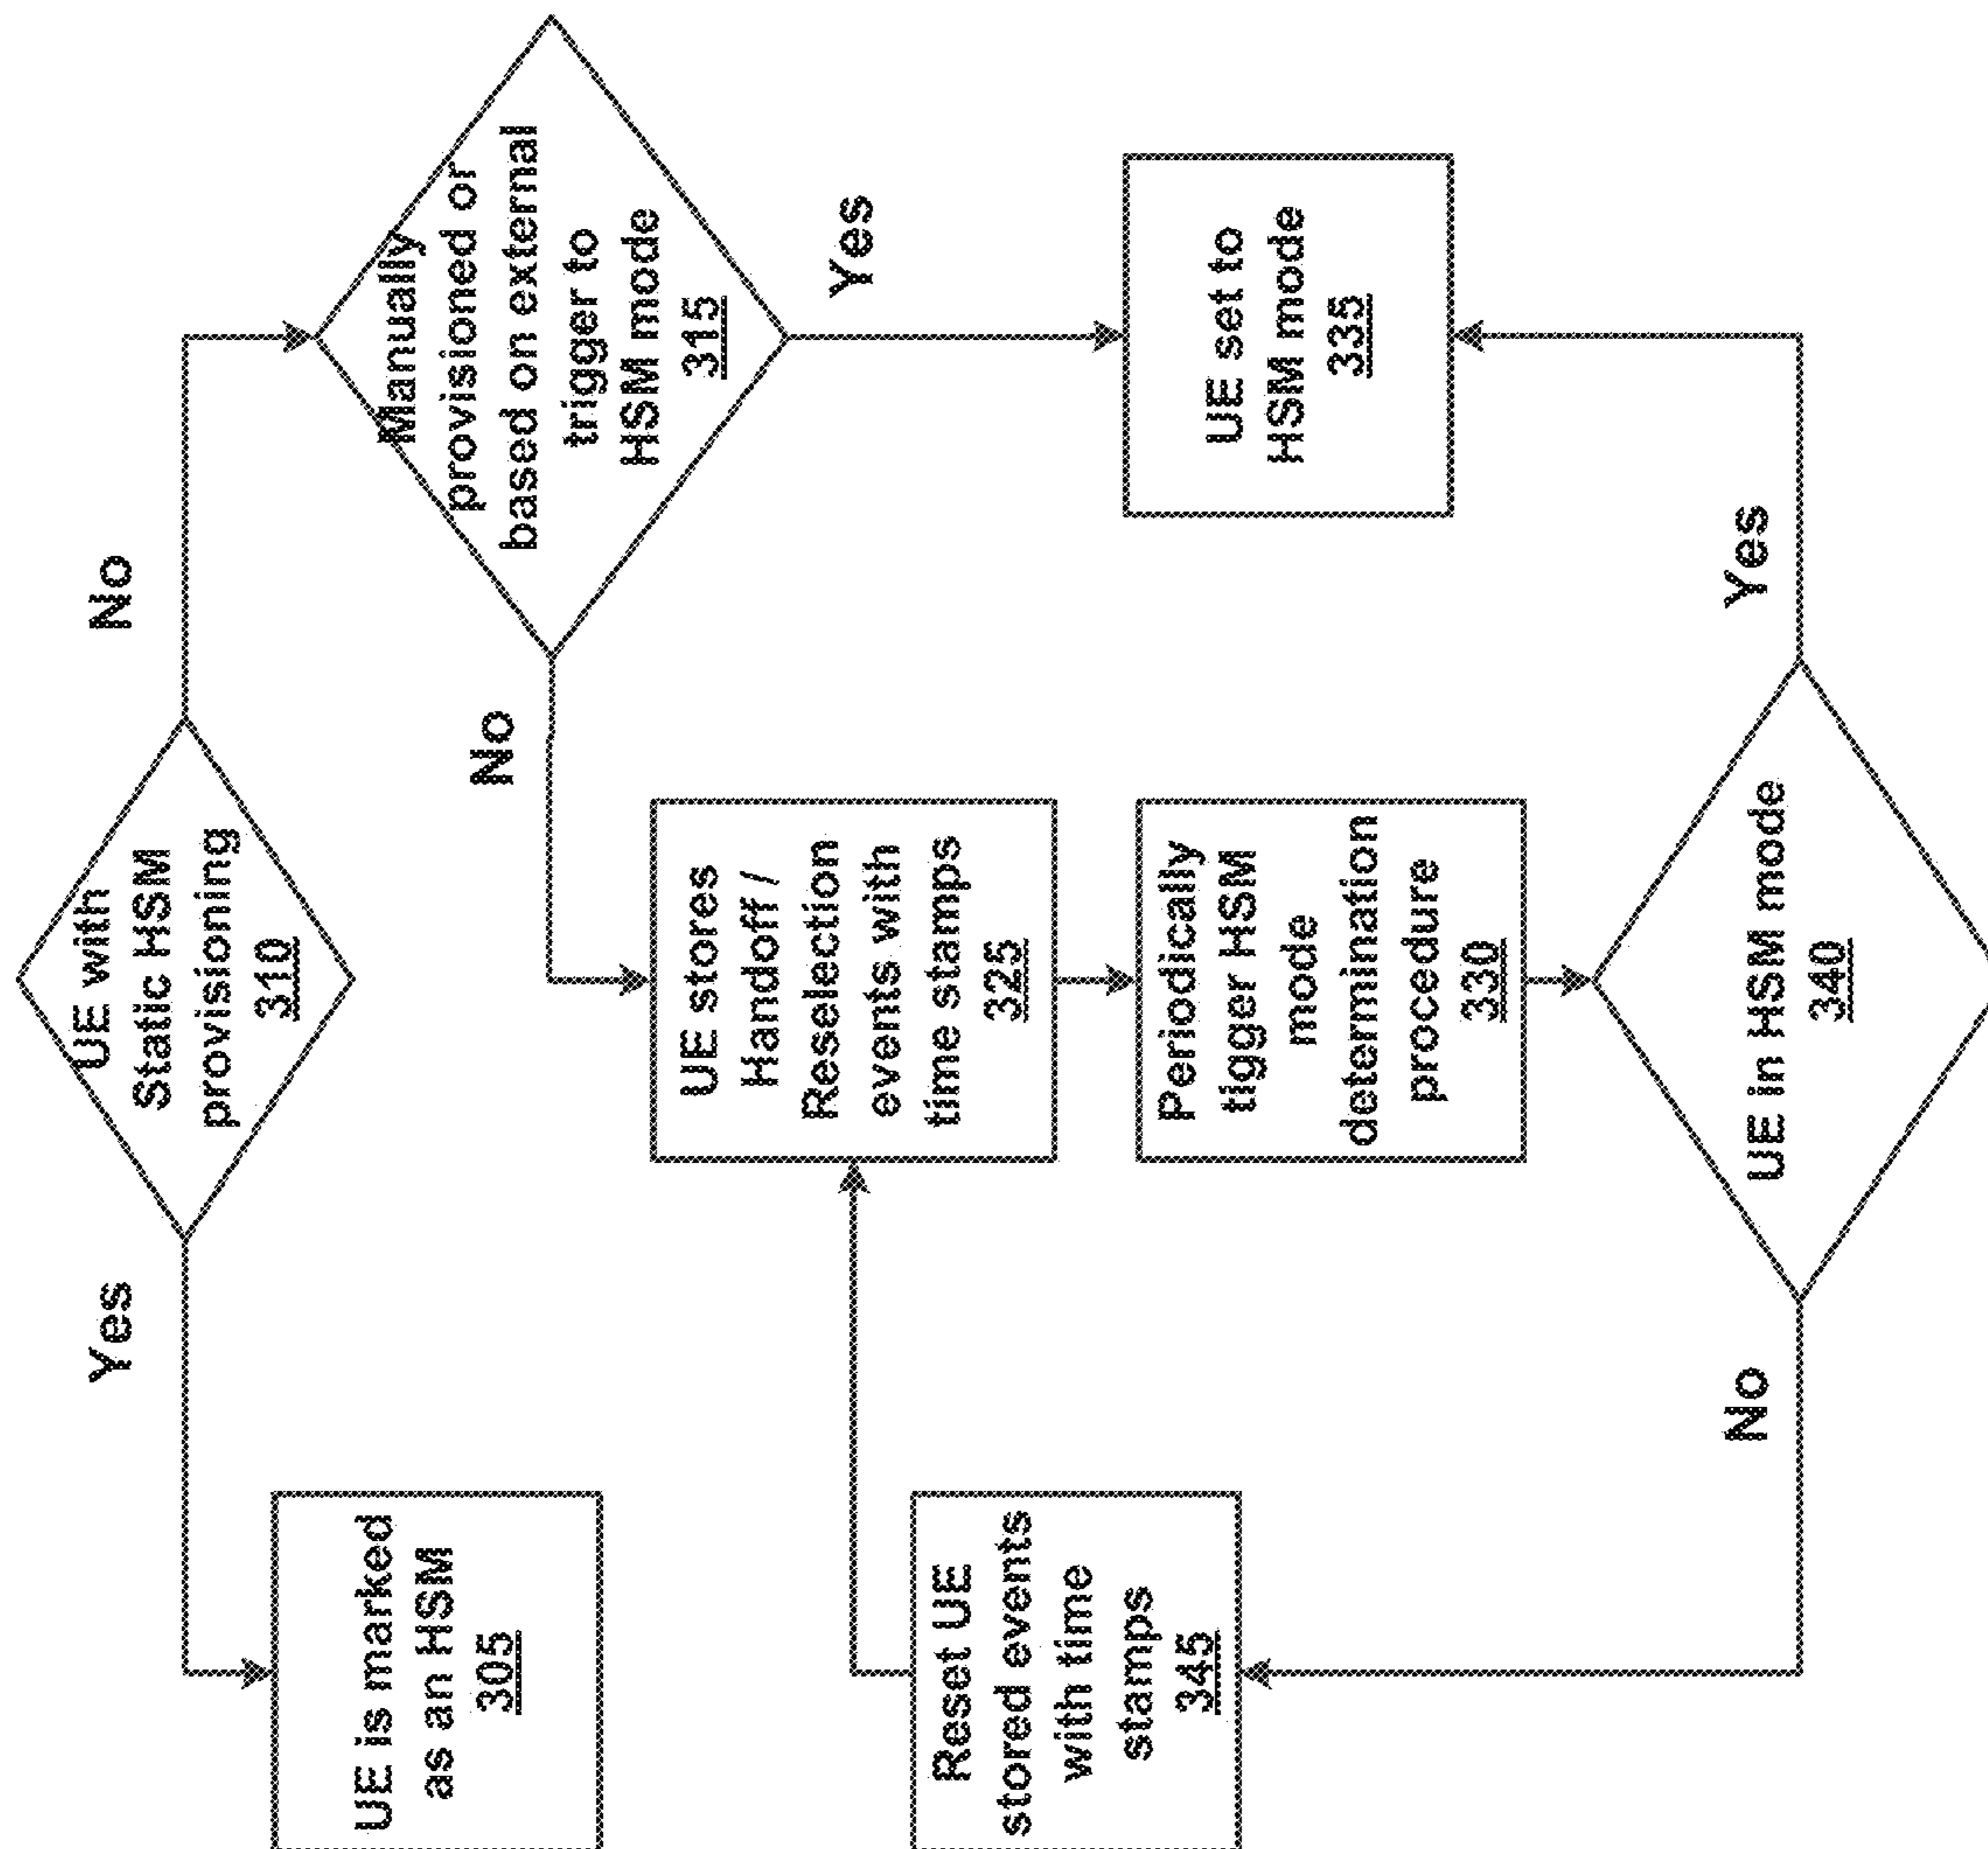 UE with
Static HSM
provisioning
310
Yes
No
UE is marked
as an HSM
305
Manually
provisioned or
based on external
trigger to
HSM mode
315
No
Yes
UE stores
Handoff /
Reselection
events with
time stamps
325
Periodically
tigger HSM
mode
determination
procedure
330
UE set to
HSM mode
335
Reset UE
stored events
with time
stamps
345
UE in HSM mode
340
No
Yes